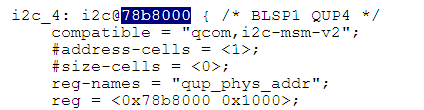 i2c_4: i2c@78b8000 { /* BLSP1 QUP4 */
compatible = "qcom,i2c-msm-v2";
#address-cells = <1>;
#size-cells = <0>;
reg-names = "qup_phys_addr";
reg = <0x78b8000 0x1000>;